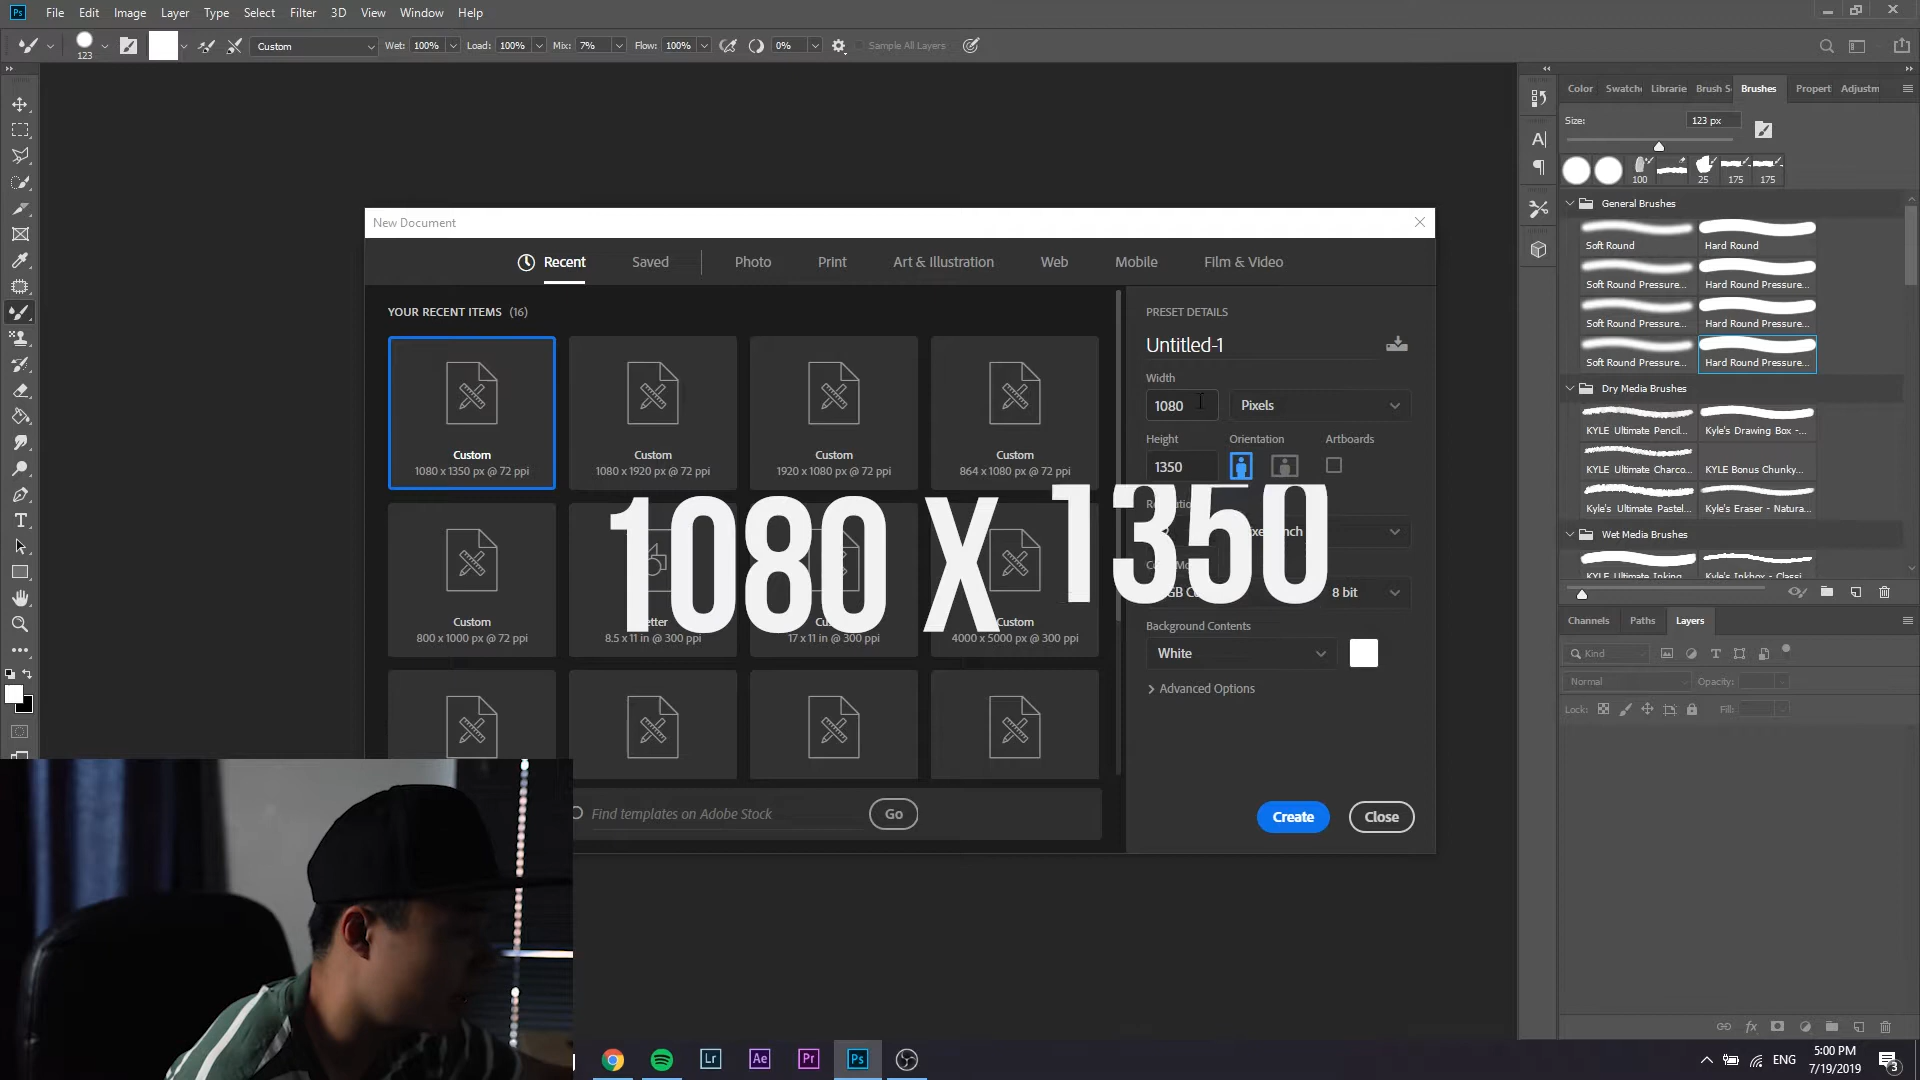 Ps File Edit Image Layer Type Select Filter 3D View Window Help
123 Custom Wet: 100% Load: 100% Mix: 7% Flow: 100% 0% Sample All Layers
Color Swatche Librarie Brush S Brushes Propert Adjustm
Size: 123 px
100 25 175 175
General Brushes
Soft Round Hard Round
Soft Round Pressure... Hard Round Pressure...
Soft Round Pressure... Hard Round Pressure...
Soft Round Pressure... Hard Round Pressure...
Dry Media Brushes
KYLE Ultimate Pencil... Kyle's Drawing Box -...
KYLE Ultimate Charco... KYLE Bonus Chunky...
Kyle's Ultimate Pastel... Kyle's Eraser - Natura...
Wet Media Brushes
KYLE Ultimate Inking Kyle's Inkbox - Classi
Channels Paths Layers
Kind
Normal Opacity:
Lock: Fill:
New Document
Recent Saved Photo Print Art & Illustration Web Mobile Film & Video
YOUR RECENT ITEMS (16)
Custom Custom Custom Custom
1080 x 1350 px @ 72 ppi 1080 x 1920 px @ 72 ppi 1920 x 1080 px @ 72 ppi 864 x 1080 px @ 72 ppi
1080 X 1350
Custom Custom
800 x 1000 px @ 72 ppi 8.5 x 11 in @ 300 ppi 17 x 11 in @ 300 ppi 4000 x 5000 px @ 300 ppi
Find templates on Adobe Stock Go
PRESET DETAILS
Untitled-1
Width
1080 Pixels
Height Orientation Artboards
1350
8 bit
Background Contents
White
Advanced Options
Create Close
Lr Ae Pr Ps
ENG 5:00 PM
7/19/2019 3